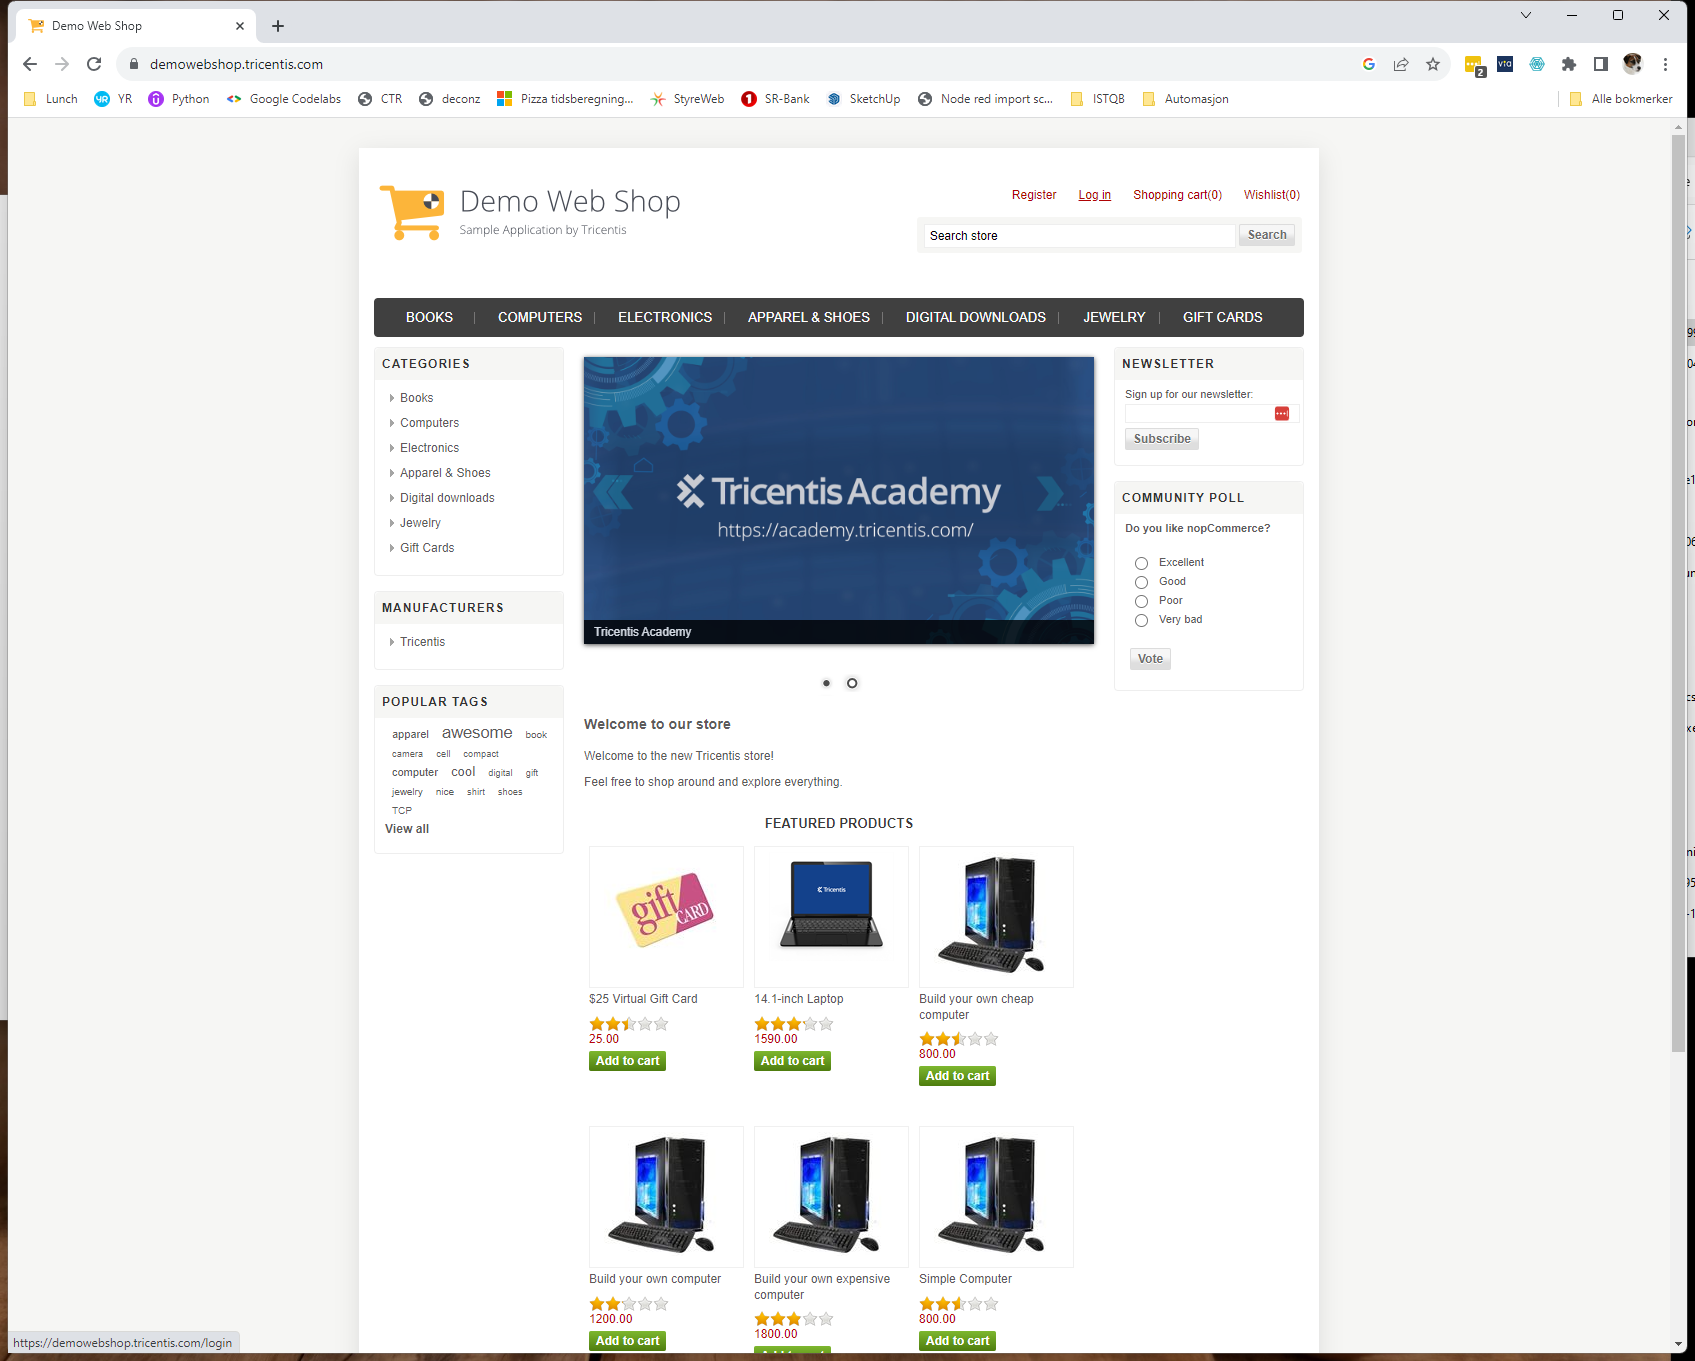 Demo Web Shop
demowebshop.tricentis.com
2
vta
Lunch YR Python Google Codelabs CTR deconz Pizza tidsberegning... StyreWeb SR-Bank SketchUp Node red import sc... ISTQB Automasjon Alle bokmerker
Demo Web Shop
Sample Application by Tricentis
Register Log in Shopping cart(0) Wishlist(0)
Search store Search
BOOKS COMPUTERS ELECTRONICS APPAREL & SHOES DIGITAL DOWNLOADS JEWELRY GIFT CARDS
CATEGORIES
Books
Computers
Electronics
Apparel & Shoes
Digital downloads
Jewelry
Gift Cards
MANUFACTURERS
Tricentis
POPULAR TAGS
apparel awesome book
camera cell compact
computer cool digital gift
jewelry nice shirt shoes
TCP
View all
Tricentis Academy
https://academy.tricentis.com/
Tricentis Academy
NEWSLETTER
Sign up for our newsletter:
Subscribe
COMMUNITY POLL
Do you like nopCommerce?
Excellent
Good
Poor
Very bad
Vote
Welcome to our store
Welcome to the new Tricentis store!
Feel free to shop around and explore everything.
FEATURED PRODUCTS
gift CARD
Tricentis
$25 Virtual Gift Card
25.00
Add to cart
14.1-inch Laptop
1590.00
Add to cart
Build your own cheap
computer
800.00
Add to cart
Build your own computer
1200.00
Add to cart
Build your own expensive
computer
1800.00
Add to cart
Simple Computer
800.00
Add to cart
https://demowebshop.tricentis.com/login